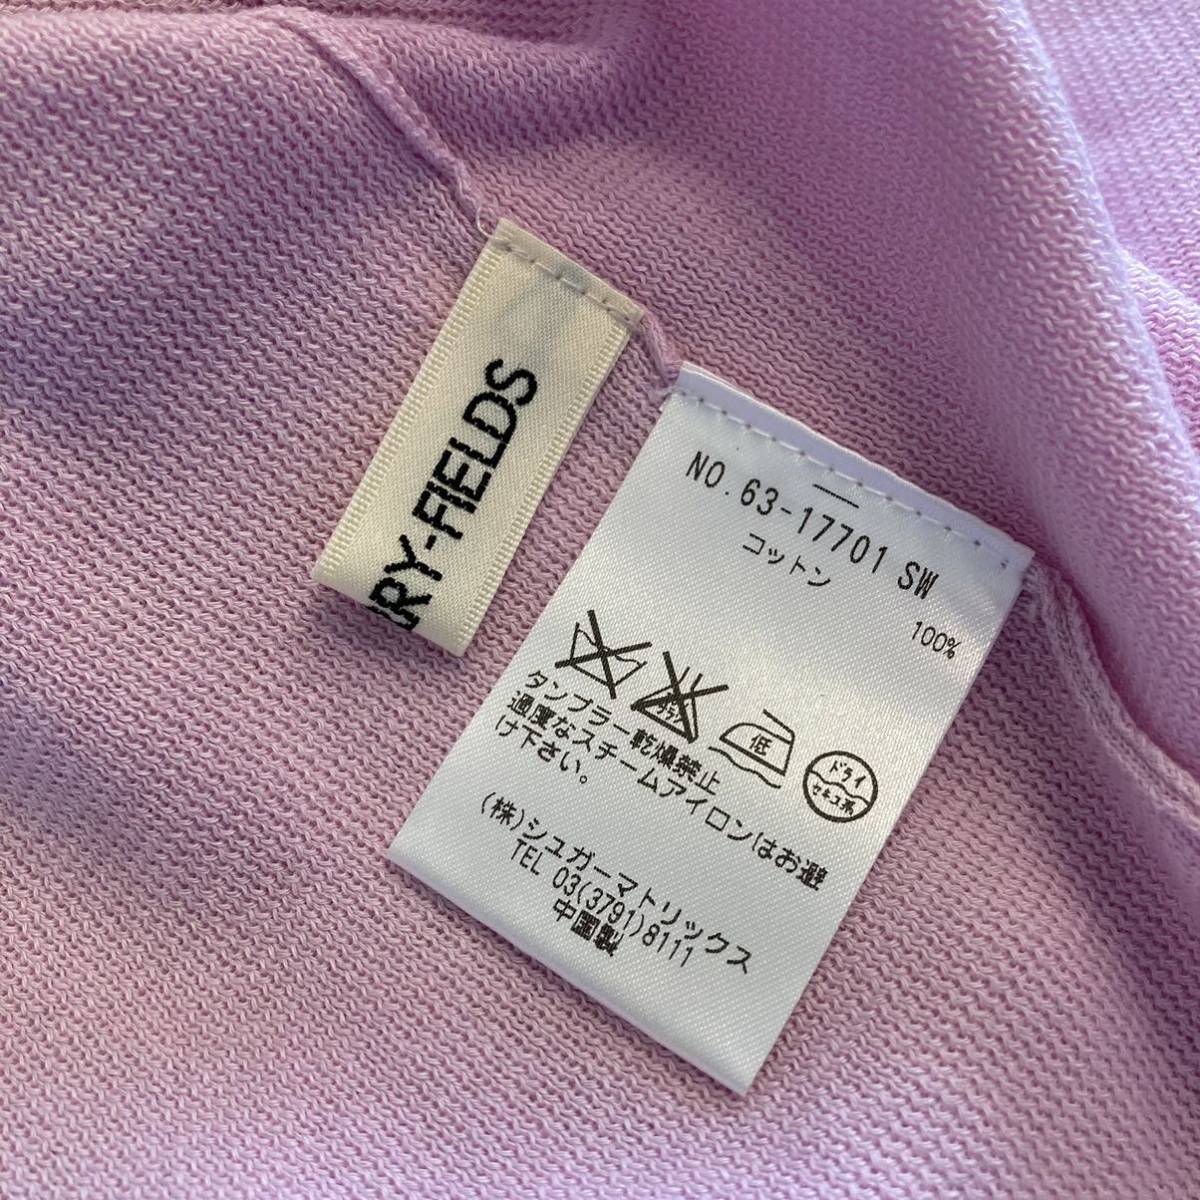 RY-FIELDS
NO.63-17701 SW
コットン
100%
低
ドライ
セキユ系
タンブラー乾燥禁止
過度なスチームアイロンはお避
け下さい。
(株)シュガーマトリックス
TEL 03(3791)8111
中国製